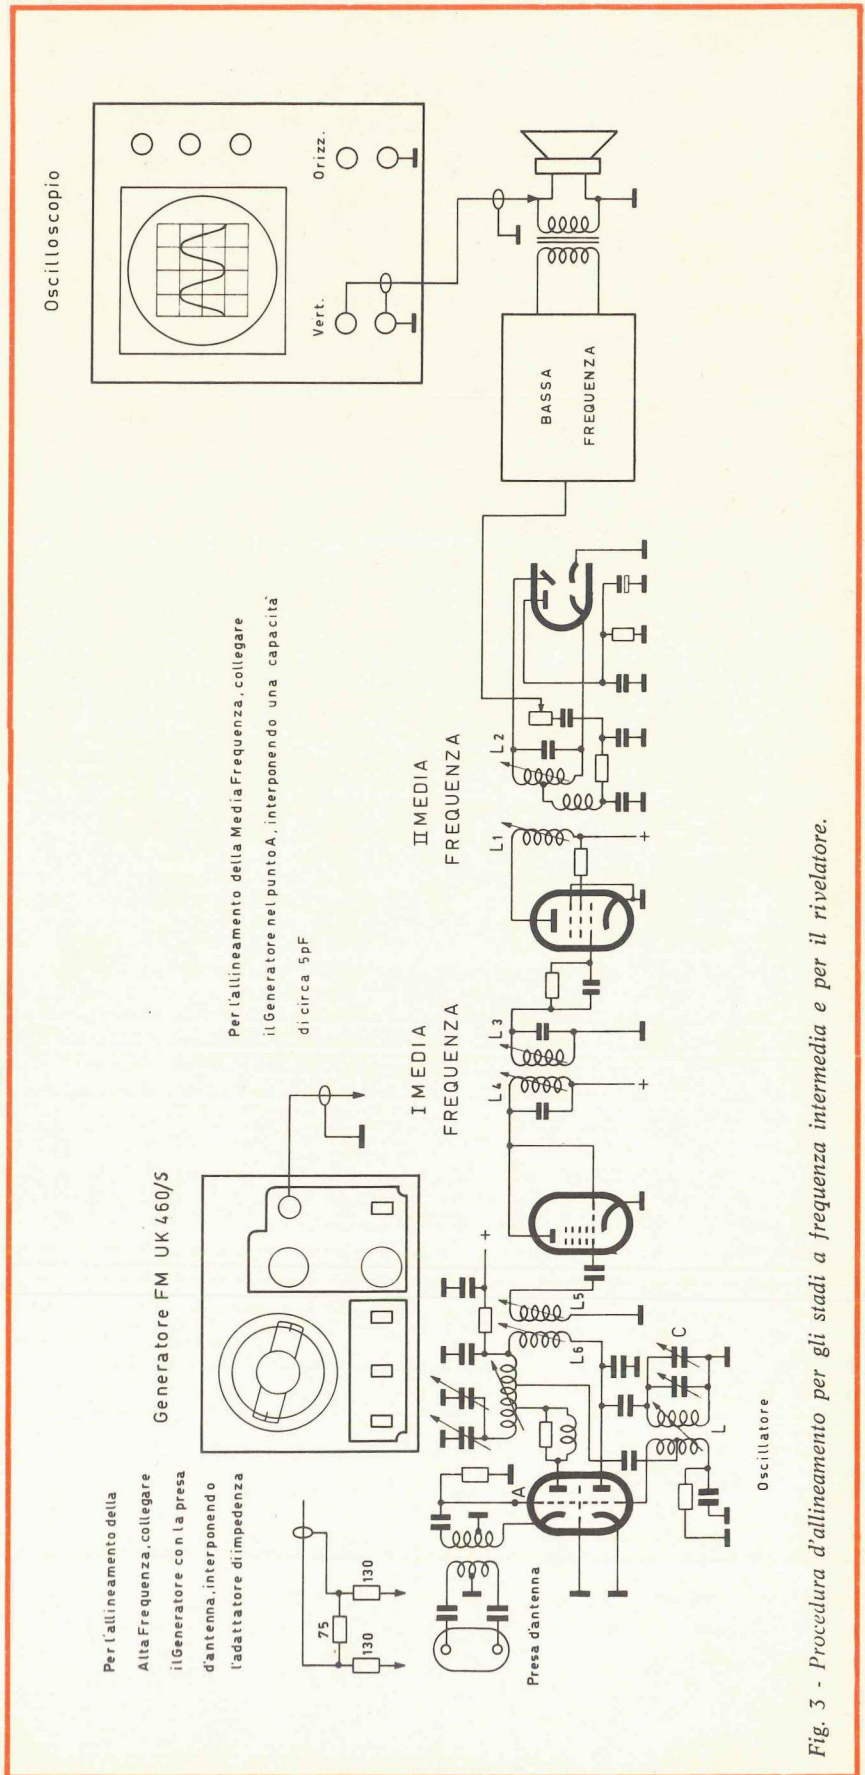 Per l'allineamento della
Alta Frequenza, collegare
il Generatore con la presa
d'antenna, interponendo
l'adattatore di impedenza
75
130
130
Presa d'antenna
Generatore FM UK 460/S
Per l'allineamento della Media Frequenza, collegare
il Generatore nel punto A, interponendo una capacità
di circa 5pF
Oscilloscopio
Vert.
Orizz.
I MEDIA
FREQUENZA
II MEDIA
FREQUENZA
BASSA
FREQUENZA
A
+
L6
L5
L4
L3
L1
L2
+
+
L
C
Oscillatore
Fig. 3 - Procedura d'allineamento per gli stadi a frequenza intermedia e per il rivelatore.